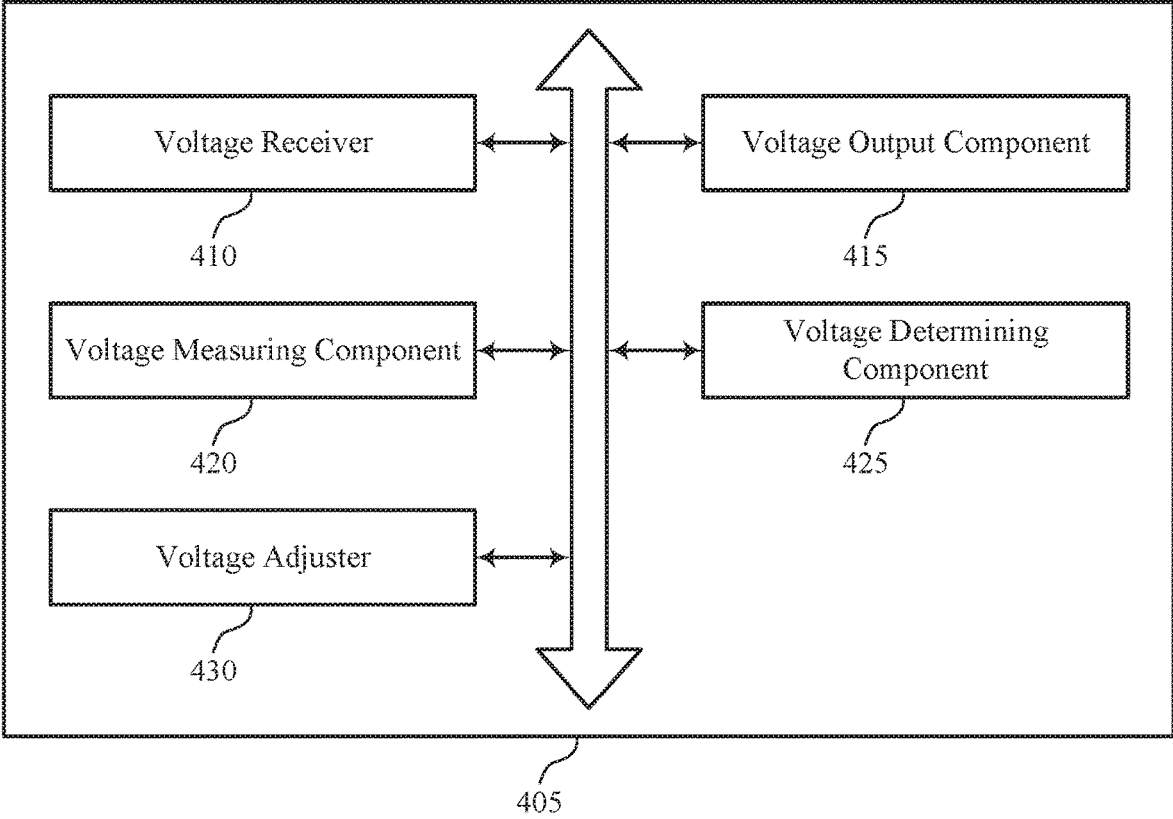 Voltage Receiver
410
Voltage Output Component
415
Voltage Measuring Component
420
Voltage Determining
Component
425
Voltage Adjuster
430
405